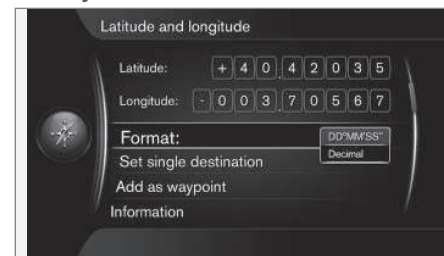 Latitude and longitude
Latitude: +40.42035
Longitude: -003.70567
Format: DD°MM'SS"
Decimal
Set single destination
Add as waypoint
Information